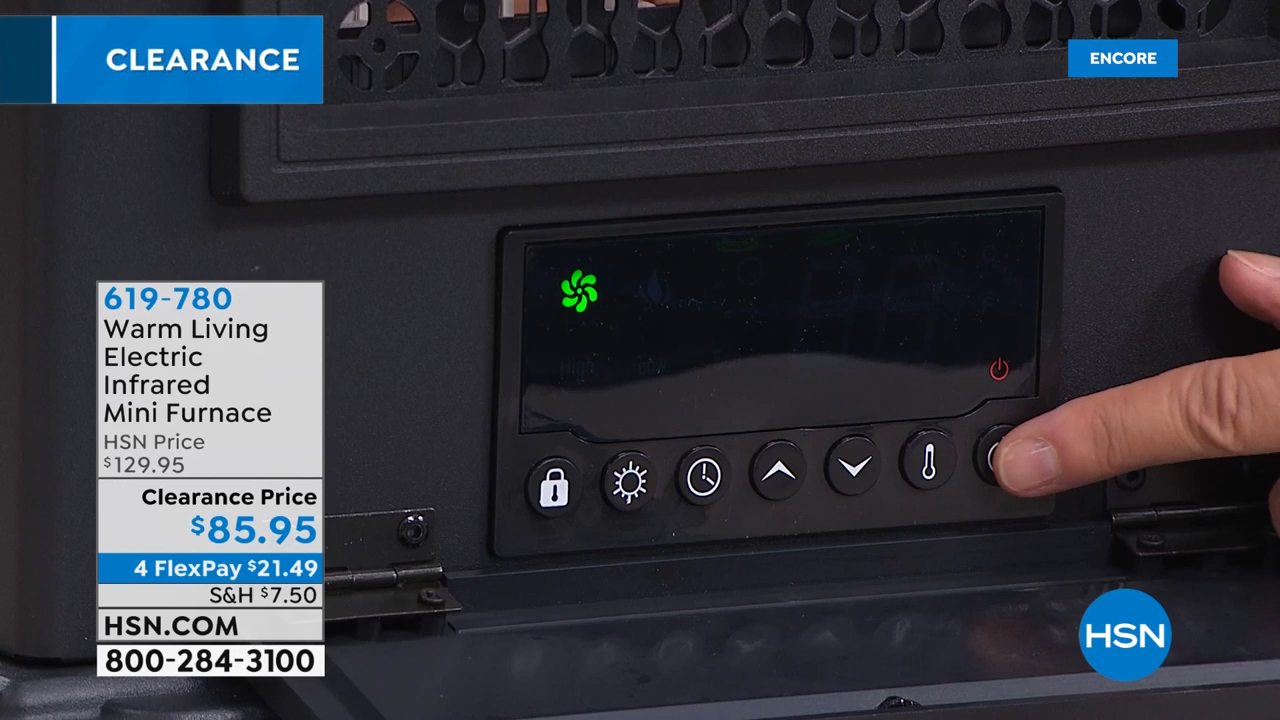 CLEARANCE
ENCORE
619-780
Warm Living
Electric
Infrared
Mini Furnace
HSN Price
$129.95
Clearance Price
$85.95
4 FlexPay $21.49
S&H $7.50
HSN.COM
800-284-3100
HSN